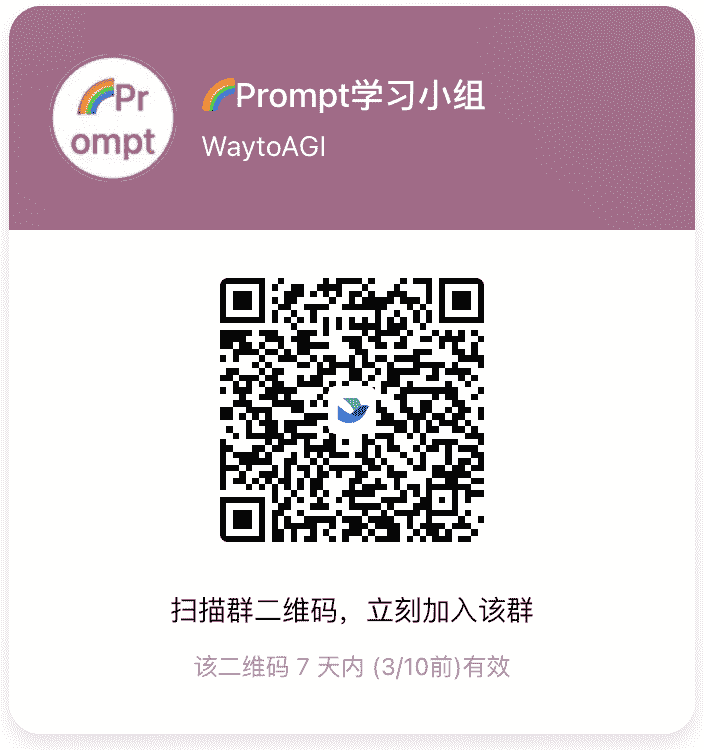 🌈Pr
ompt
🌈Prompt学习小组
WaytoAGI
扫描群二维码，立刻加入该群
该二维码 7 天内 (3/10前)有效